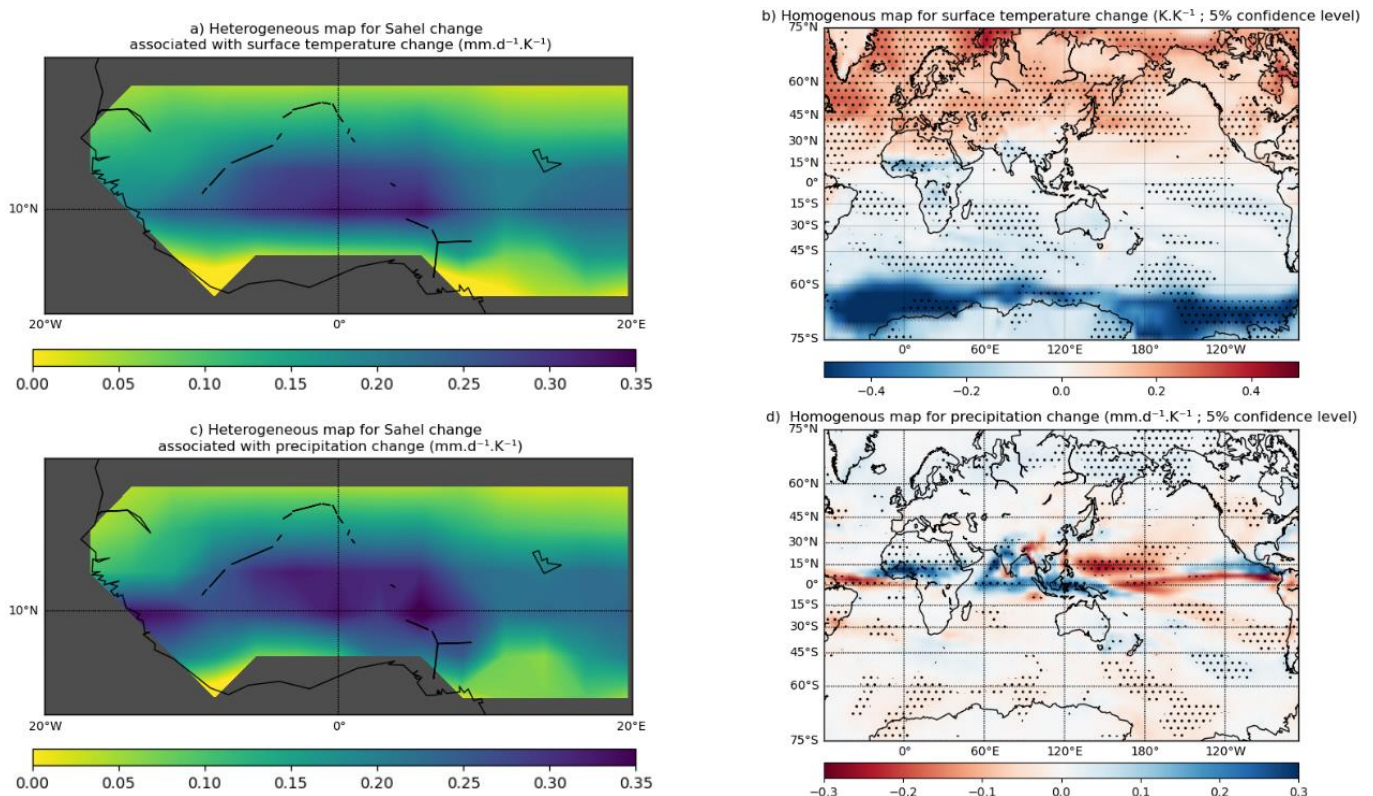 a) Heterogeneous map for Sahel change
associated with surface temperature change (mm.d⁻¹.K⁻¹)
10°N
20°W 0° 20°E
0.00 0.05 0.10 0.15 0.20 0.25 0.30 0.35
b) Homogenous map for surface temperature change (K.K⁻¹ ; 5% confidence level)
75°N
60°N
45°N
30°N
15°N
0°
15°S
30°S
45°S
60°S
75°S
0° 60°E 120°E 180° 120°W
−0.4 −0.2 0.0 0.2 0.4
c) Heterogeneous map for Sahel change
associated with precipitation change (mm.d⁻¹.K⁻¹)
10°N
20°W 0° 20°E
0.00 0.05 0.10 0.15 0.20 0.25 0.30 0.35
d) Homogenous map for precipitation change (mm.d⁻¹.K⁻¹ ; 5% confidence level)
75°N
60°N
45°N
30°N
15°N
0°
15°S
30°S
45°S
60°S
75°S
0° 60°E 120°E 180° 120°W
−0.3 −0.2 −0.1 0.0 0.1 0.2 0.3